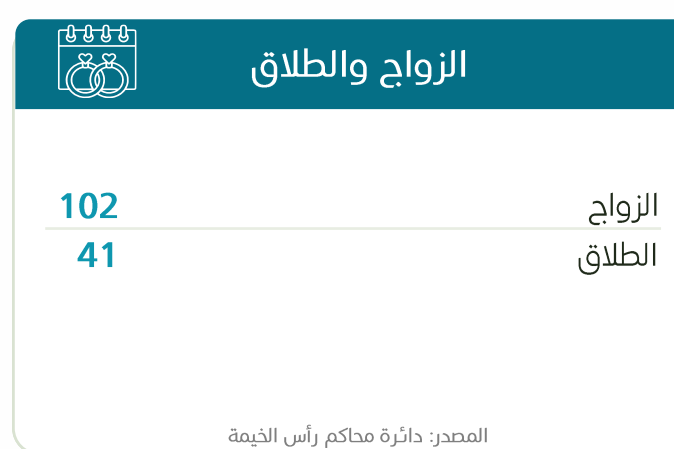 الزواج والطلاق
الزواج 102
الطلاق 41
المصدر: دائرة محاكم رأس الخيمة